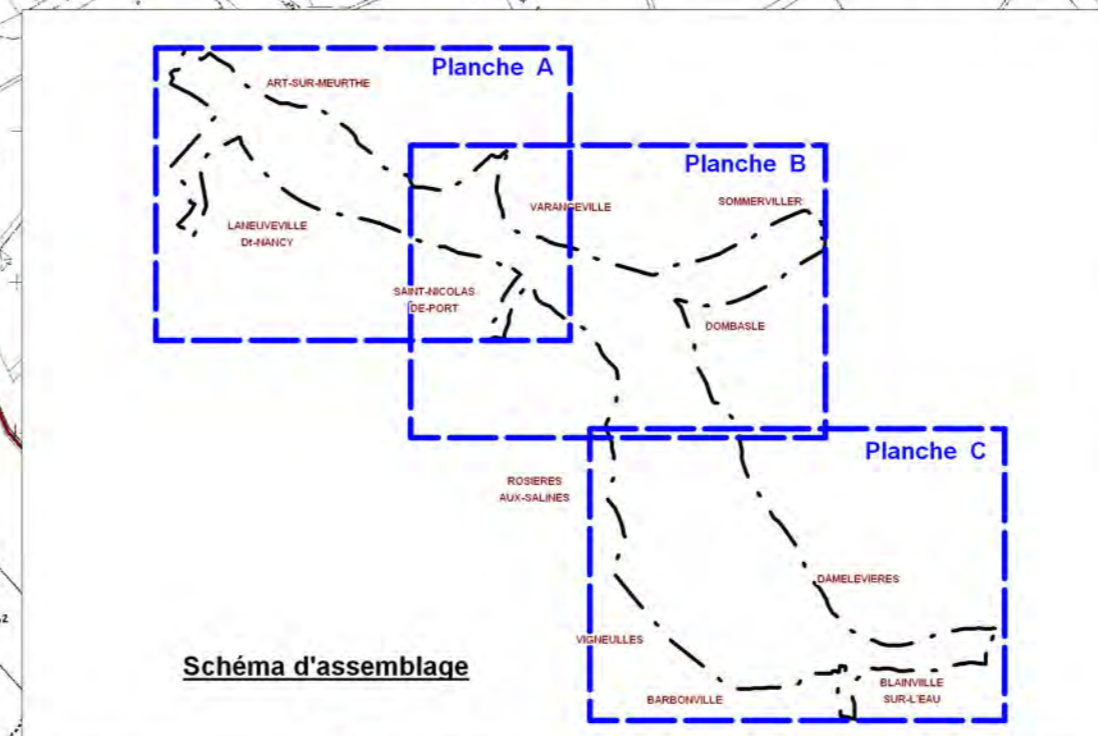 Planche A
ART-SUR-MEURTHE
Planche B
VARANGEVILLE
SOMMERVILLER
LANEUVEVILLE
Dt-NANCY
SAINT-NICOLAS
DE-PORT
DOMBASLE
Planche C
ROSIERES
AUX-SALINES
DAMELEVIERES
VIGNEULLES
Schéma d'assemblage
BARBONVILLE
BLAINVILLE
SUR-L'EAU